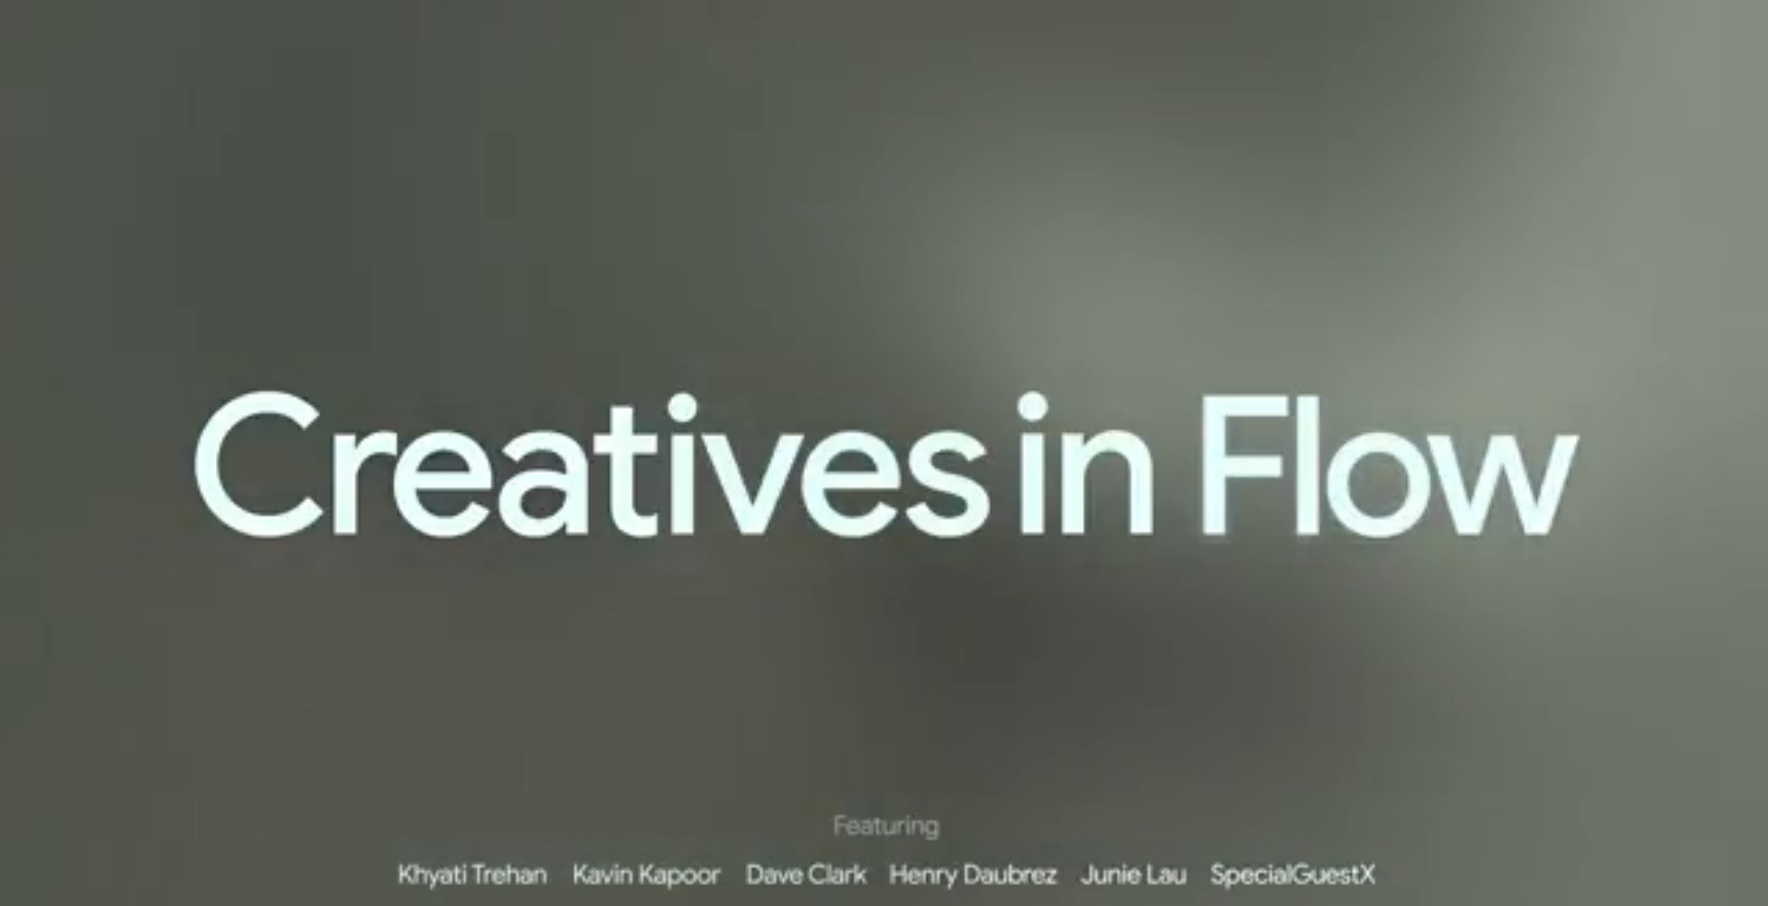 Creatives in Flow
Featuring
Khyati Trehan Kavin Kapoor Dave Clark Henry Daubrez Junie Lau SpecialGuestX